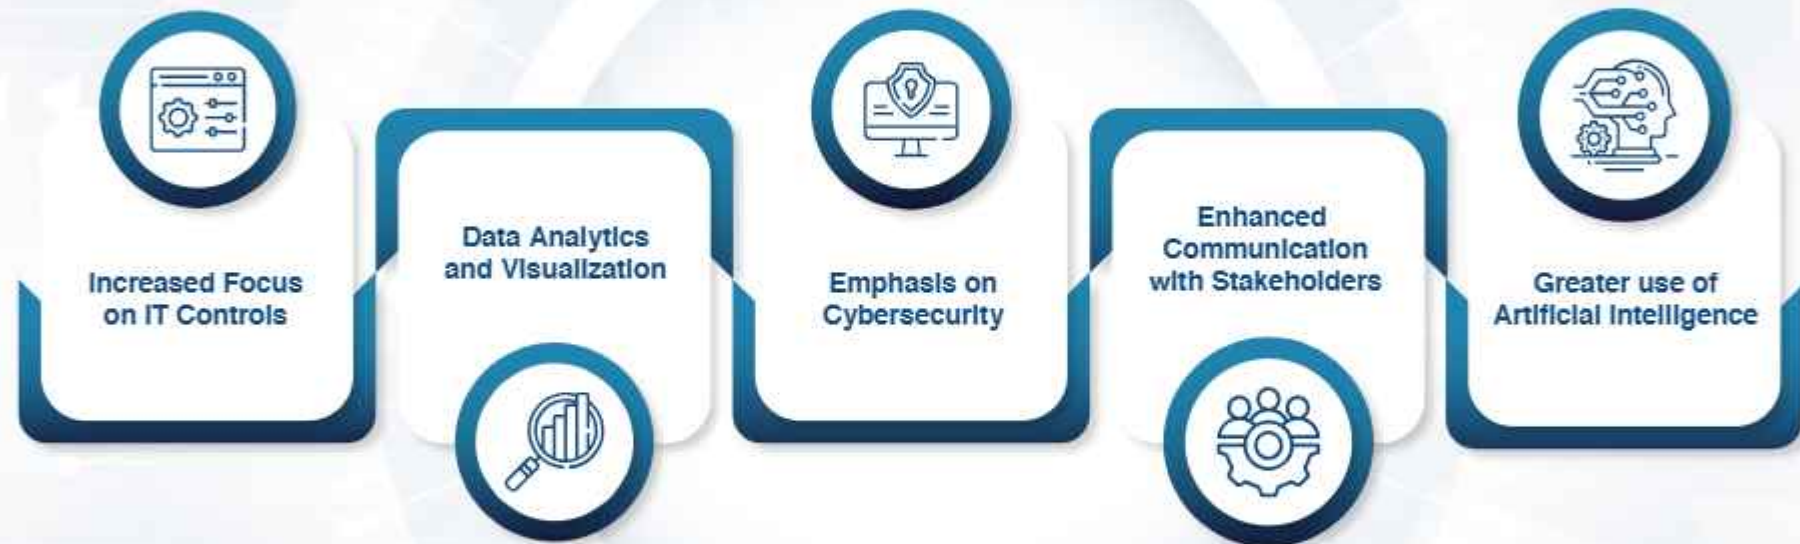 Increased Focus
on IT Controls
Data Analytics
and Visualization
Emphasis on
Cybersecurity
Enhanced
Communication
with Stakeholders
Greater use of
Artificial Intelligence